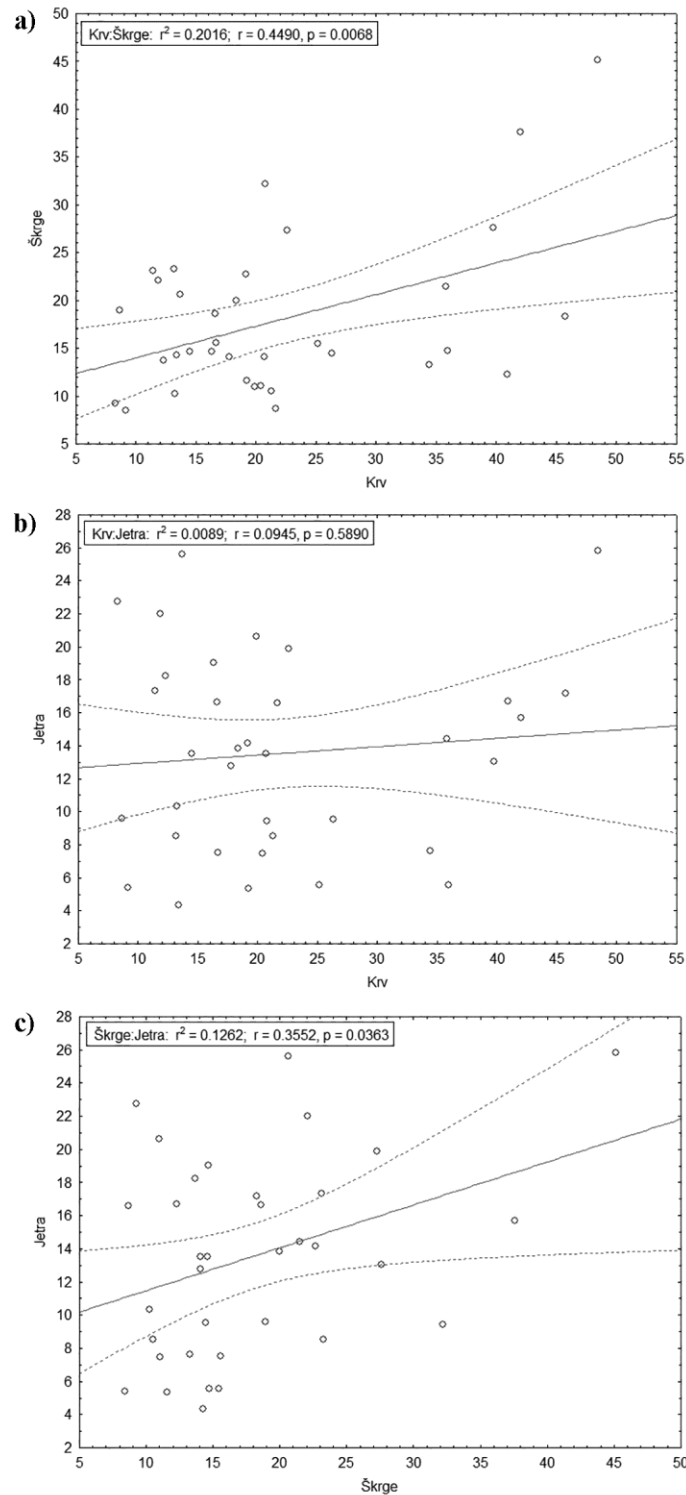 a)
Krv:Škrge: r² = 0.2016; r = 0.4490, p = 0.0068
50
45
40
35
30
25
20
15
10
5
Škrge
5 10 15 20 25 30 35 40 45 50 55
Krv
b)
Krv:Jetra: r² = 0.0089; r = 0.0945, p = 0.5890
28
26
24
22
20
18
16
14
12
10
8
6
4
2
Jetra
5 10 15 20 25 30 35 40 45 50 55
Krv
c)
Škrge:Jetra: r² = 0.1262; r = 0.3552, p = 0.0363
28
26
24
22
20
18
16
14
12
10
8
6
4
2
Jetra
5 10 15 20 25 30 35 40 45 50
Škrge